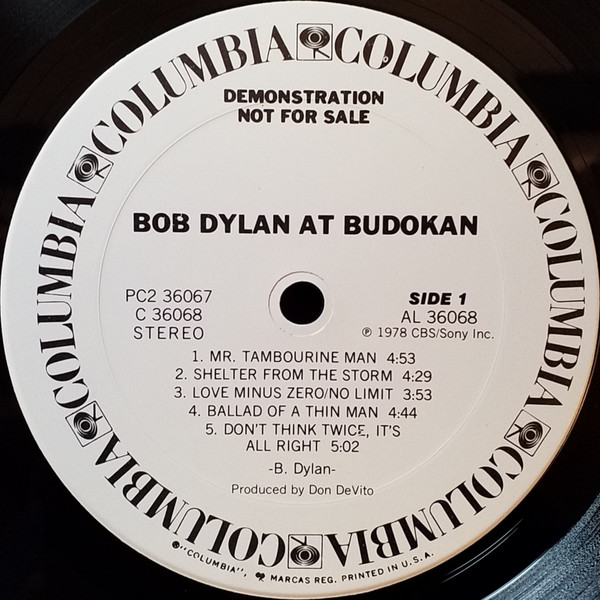 COLUMBIA COLUMBIA COLUMBIA COLUMBIA COLUMBIA COLUMBIA COLUMBIA COLUMBIA
DEMONSTRATION
NOT FOR SALE
BOB DYLAN AT BUDOKAN
PC2 36067
C 36068
STEREO
SIDE 1
AL 36068
℗ 1978 CBS/Sony Inc.
1. MR. TAMBOURINE MAN 4:53
2. SHELTER FROM THE STORM 4:29
3. LOVE MINUS ZERO/NO LIMIT 3:53
4. BALLAD OF A THIN MAN 4:44
5. DON'T THINK TWICE, IT'S
ALL RIGHT 5:02
-B. Dylan-
Produced by Don DeVito
"COLUMBIA", MARCAS REG. PRINTED IN U.S.A.